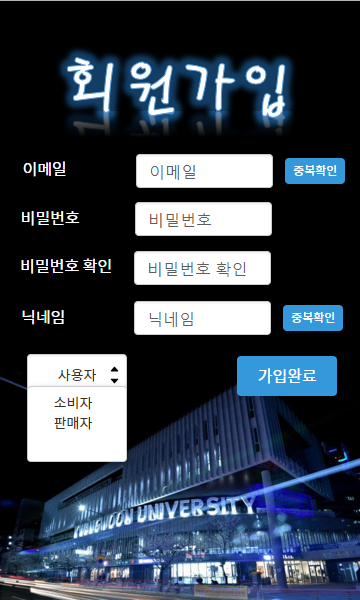 회원가입
이메일 이메일 중복확인
비밀번호 비밀번호
비밀번호 확인 비밀번호 확인
닉네임 닉네임 중복확인
사용자 가입완료
소비자
판매자
UNIVERSITY